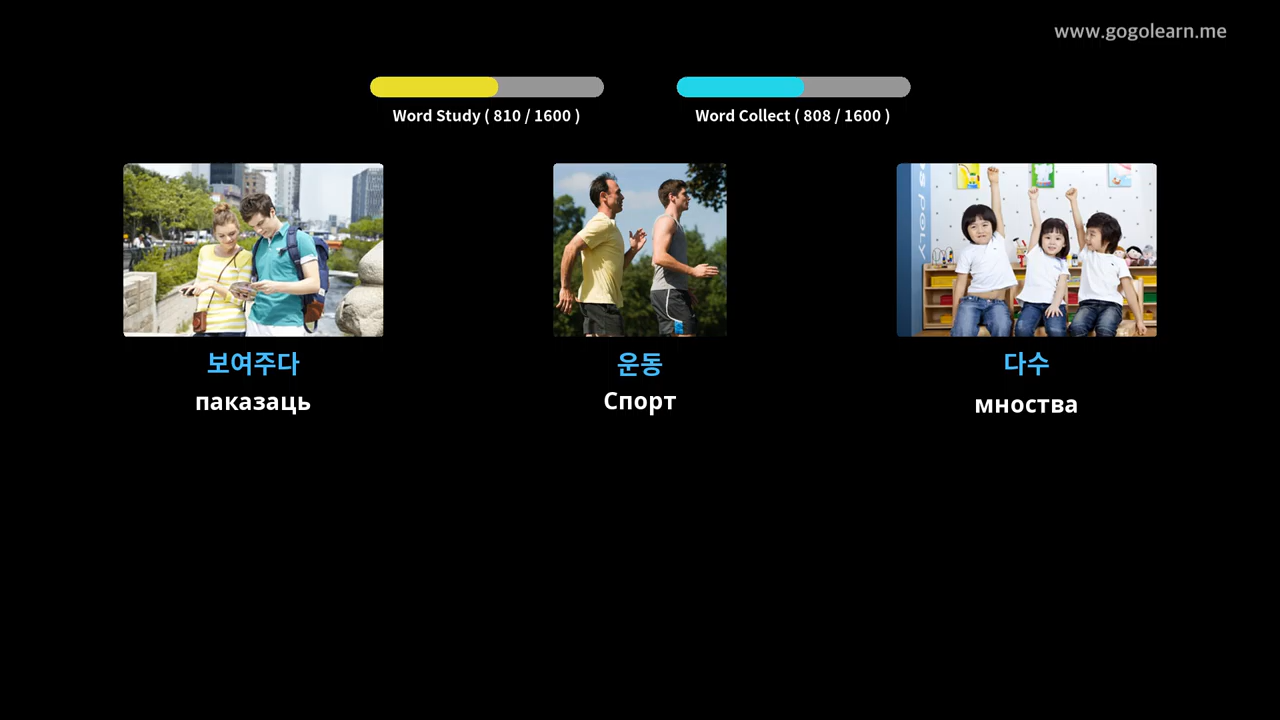 www.gogolearn.me
Word Study ( 810 / 1600 )
Word Collect ( 808 / 1600 )
보여주다
운동
다수
паказаць
Спорт
мноства